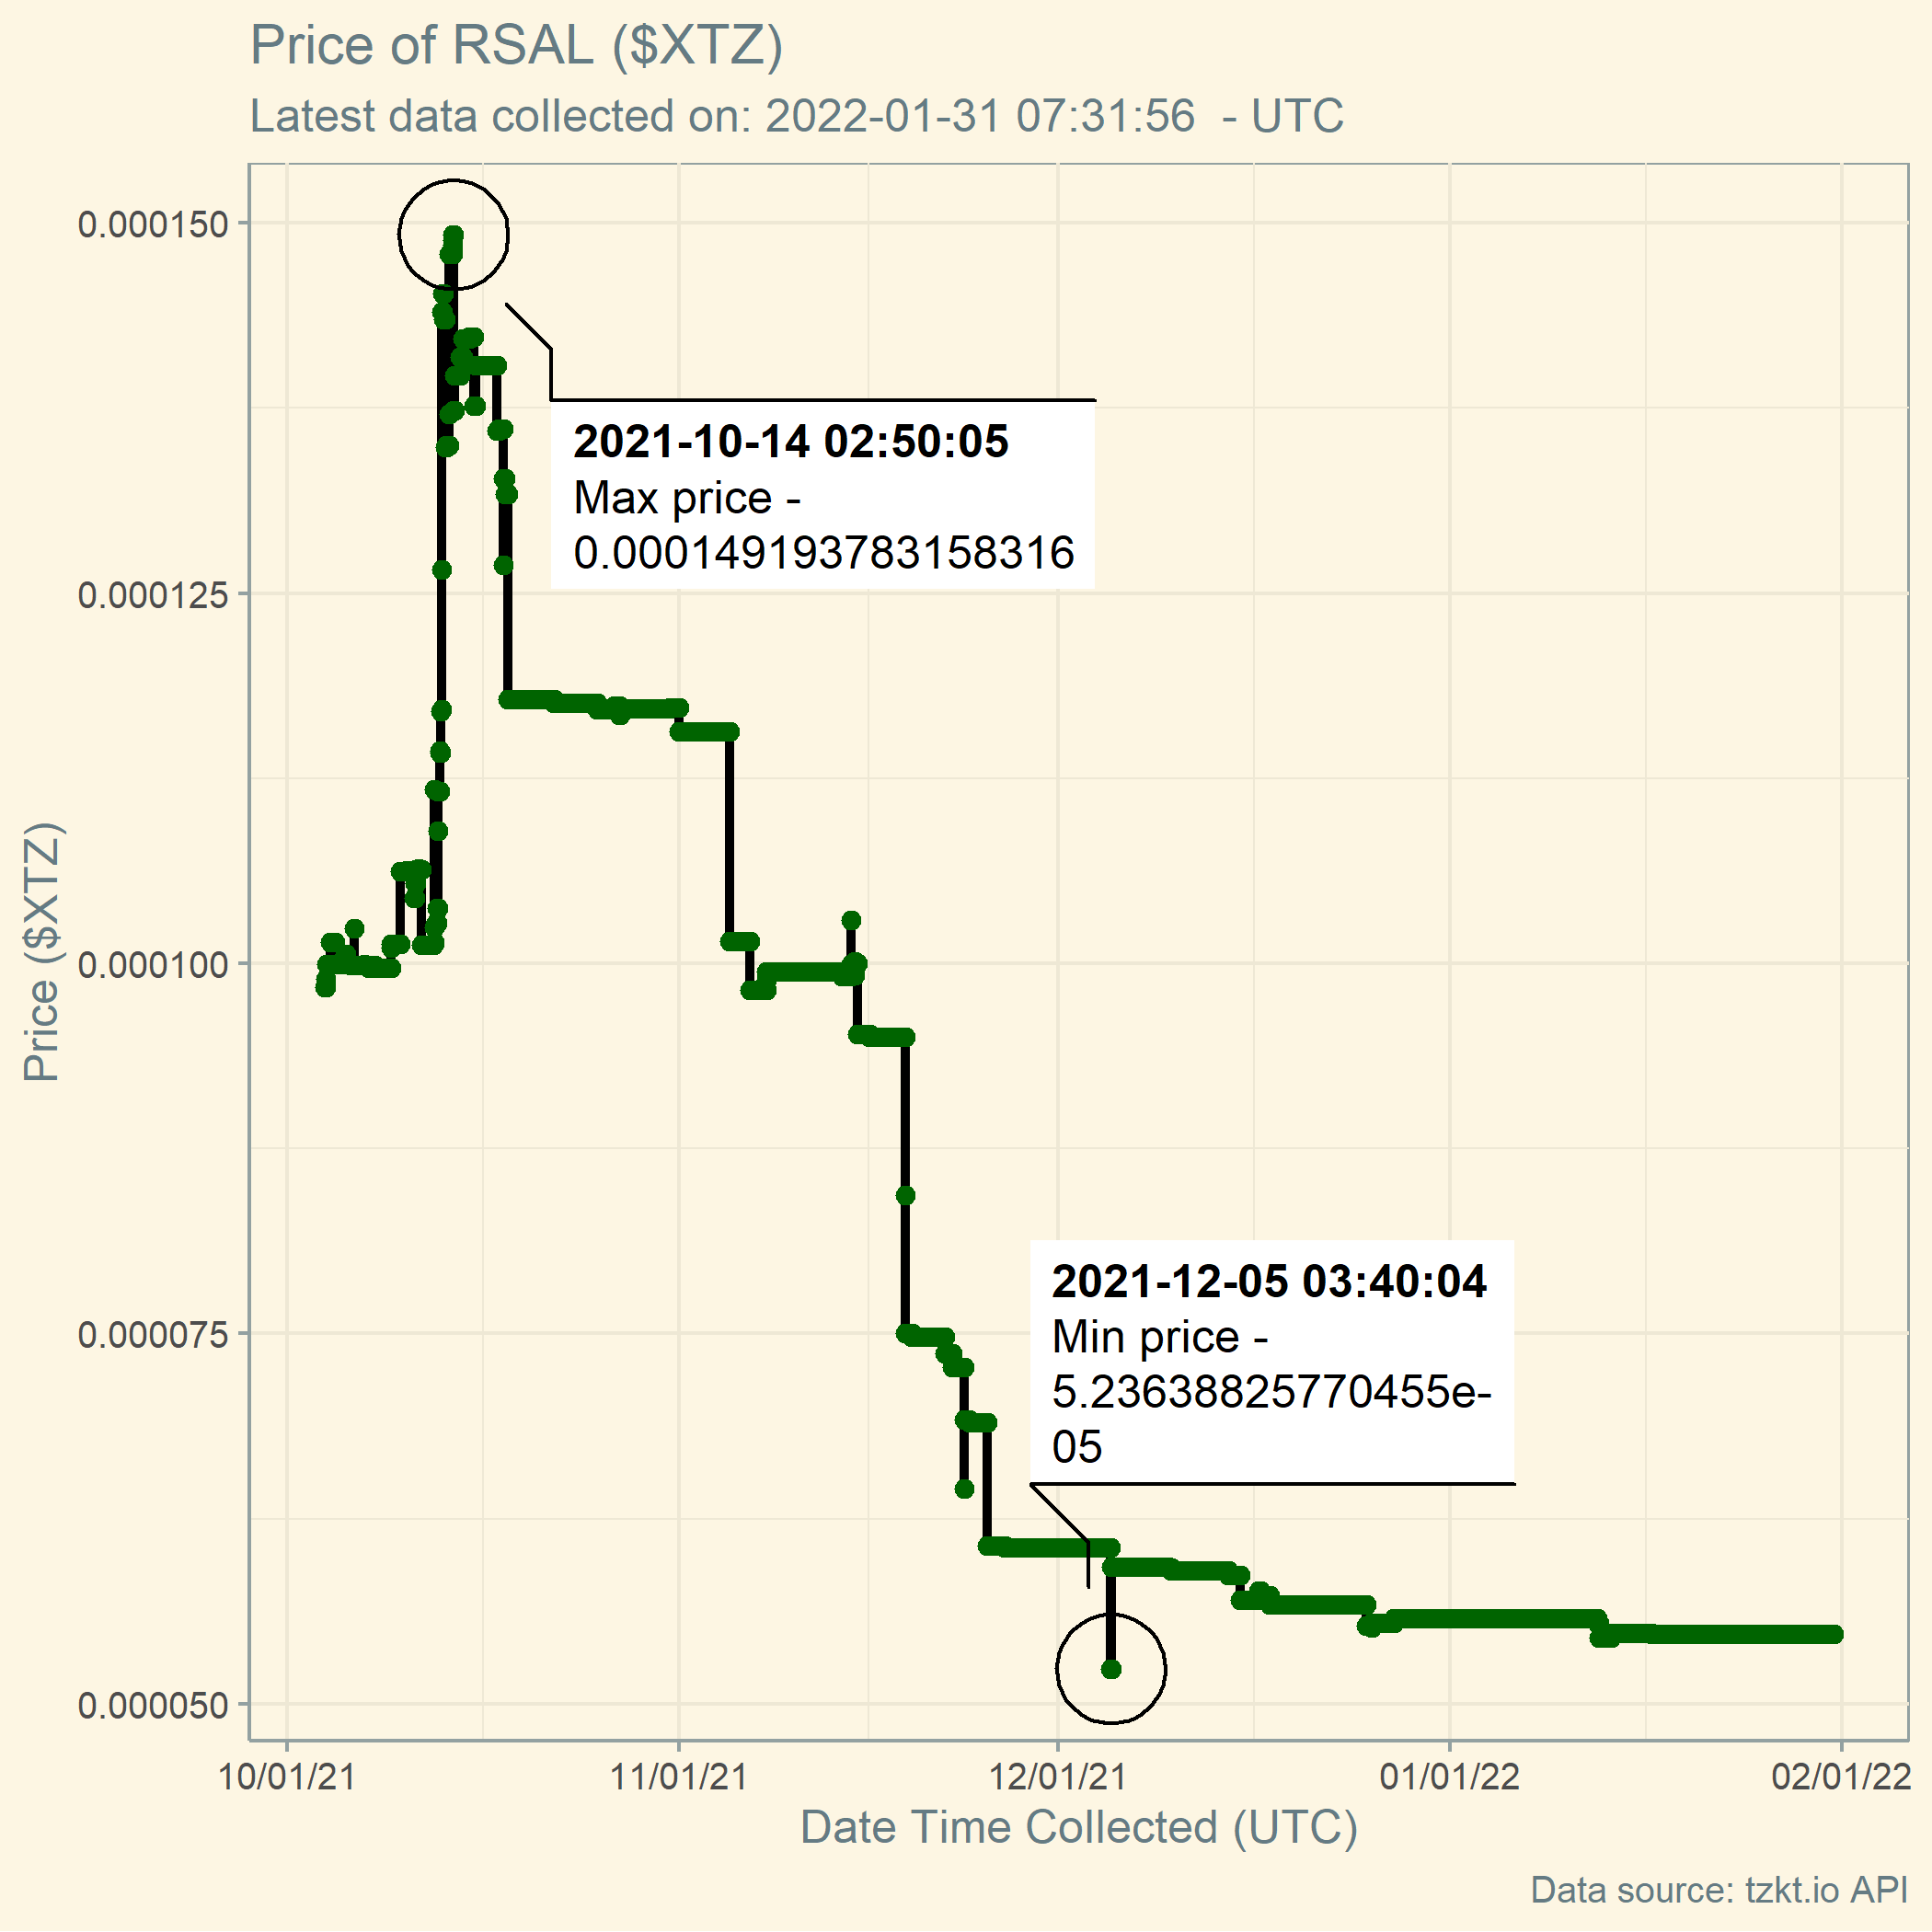 Price of RSAL ($XTZ)
Latest data collected on: 2022-01-31 07:31:56  - UTC
0.000150
0.000125
0.000100
0.000075
0.000050
Price ($XTZ)
2021-10-14 02:50:05
Max price -
0.000149193783158316
2021-12-05 03:40:04
Min price -
5.23638825770455e-
05
10/01/21
11/01/21
12/01/21
01/01/22
02/01/22
Date Time Collected (UTC)
Data source: tzkt.io API